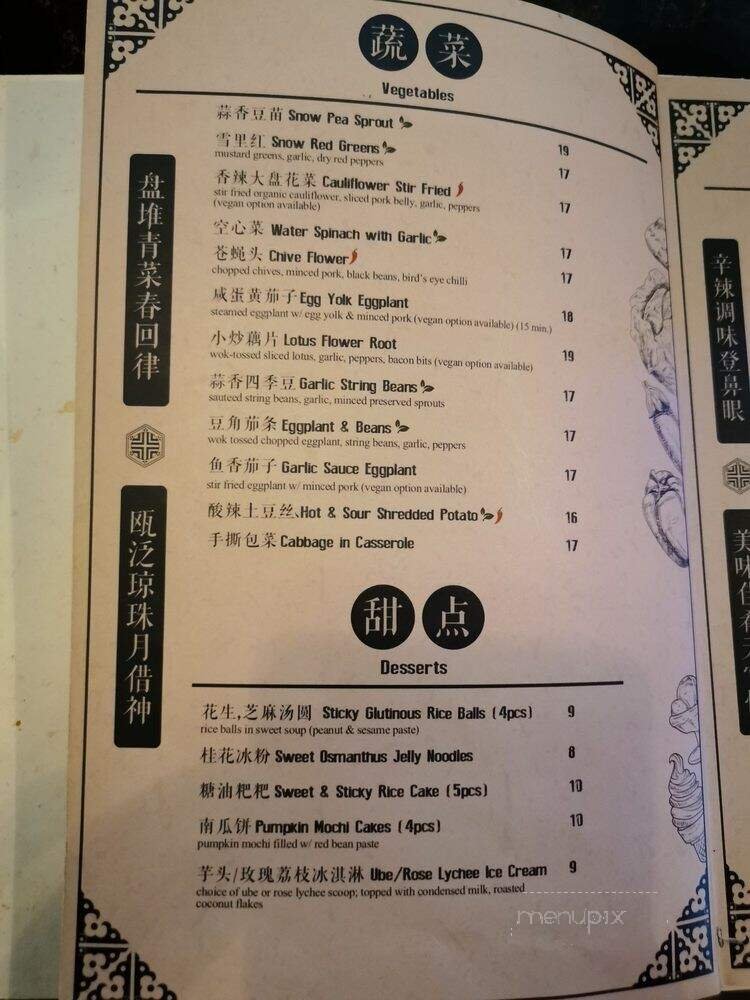 蔬菜
Vegetables
蒜香豆苗 Snow Pea Sprout 19
雪里红 Snow Red Greens 17
mustard greens, garlic, dry red peppers
香辣大盘花菜 Cauliflower Stir Fried 17
stir fried organic cauliflower, sliced pork belly, garlic, peppers
(vegan option available)
空心菜 Water Spinach with Garlic 17
苍蝇头 Chive Flower 17
chopped chives, minced pork, black beans, bird's eye chilli
咸蛋黄茄子 Egg Yolk Eggplant 18
steamed eggplant w/ egg yolk & minced pork (vegan option available) (15 min.)
小炒藕片 Lotus Flower Root 19
wok-tossed sliced lotus, garlic, peppers, bacon bits (vegan option available)
蒜香四季豆 Garlic String Beans 17
sauteed string beans, garlic, minced preserved sprouts
豆角茄条 Eggplant & Beans 17
wok tossed chopped eggplant, string beans, garlic, peppers
鱼香茄子 Garlic Sauce Eggplant 17
stir fried eggplant w/ minced pork (vegan option available)
酸辣土豆丝 Hot & Sour Shredded Potato 16
手撕包菜 Cabbage in Casserole 17
甜点
Desserts
花生,芝麻汤圆 Sticky Glutinous Rice Balls (4pcs) 9
rice balls in sweet soup (peanut & sesame paste)
桂花冰粉 Sweet Osmanthus Jelly Noodles 8
糖油粑粑 Sweet & Sticky Rice Cake (5pcs) 10
南瓜饼 Pumpkin Mochi Cakes (4pcs) 10
pumpkin mochi filled w/ red bean paste
芋头/玫瑰荔枝冰淇淋 Ube/Rose Lychee Ice Cream 9
choice of ube or rose lychee scoop; topped with condensed milk, roasted
coconut flakes
盘堆青菜春回律
瓯泛琼珠月借神
辛辣调味登鼻眼
美味佳
menupix